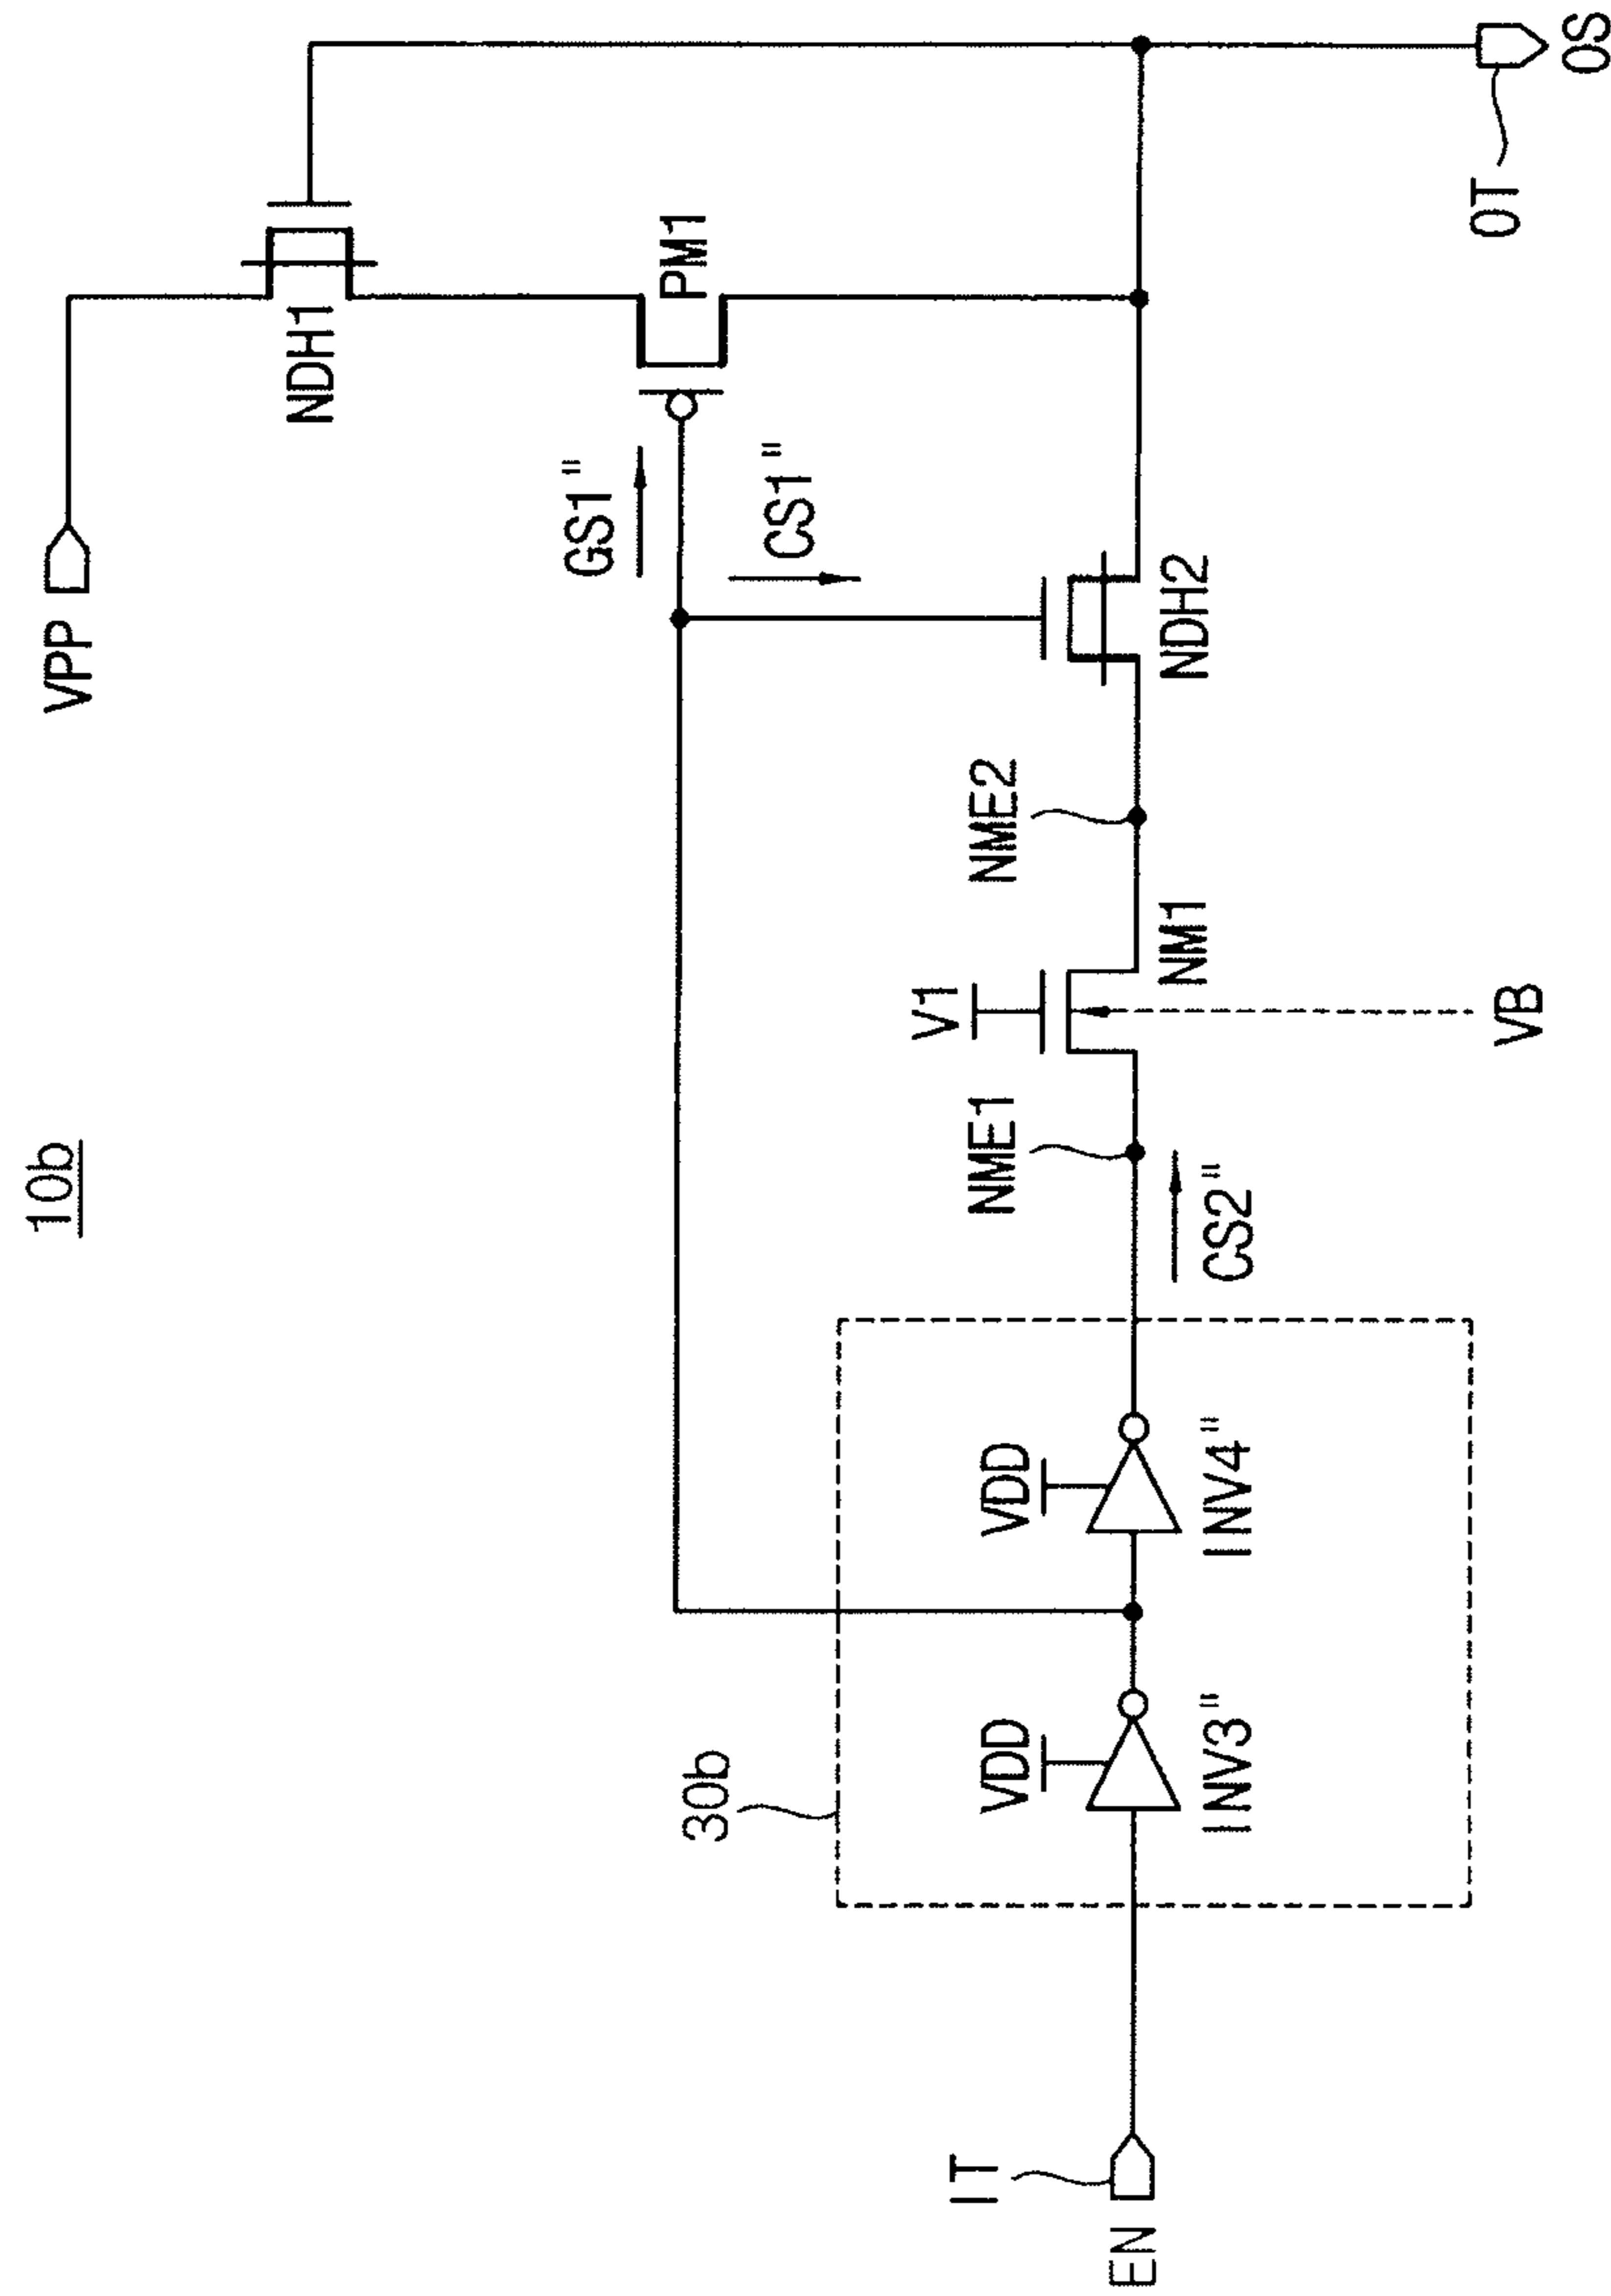 10b
VPP
NDH1
GS1"
PM1
CS1"
30b
IT
EN
VDD
INV3"
VDD
INV4"
CS2"
NME1
V1
NM1
VB
NME2
NDH2
OT
OS